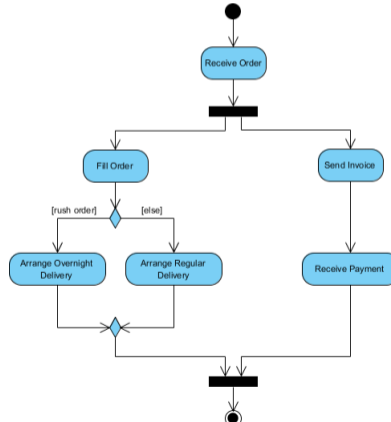 Receive Order
Fill Order
Send Invoice
[rush order]
[else]
Arrange Overnight
Delivery
Arrange Regular
Delivery
Receive Payment